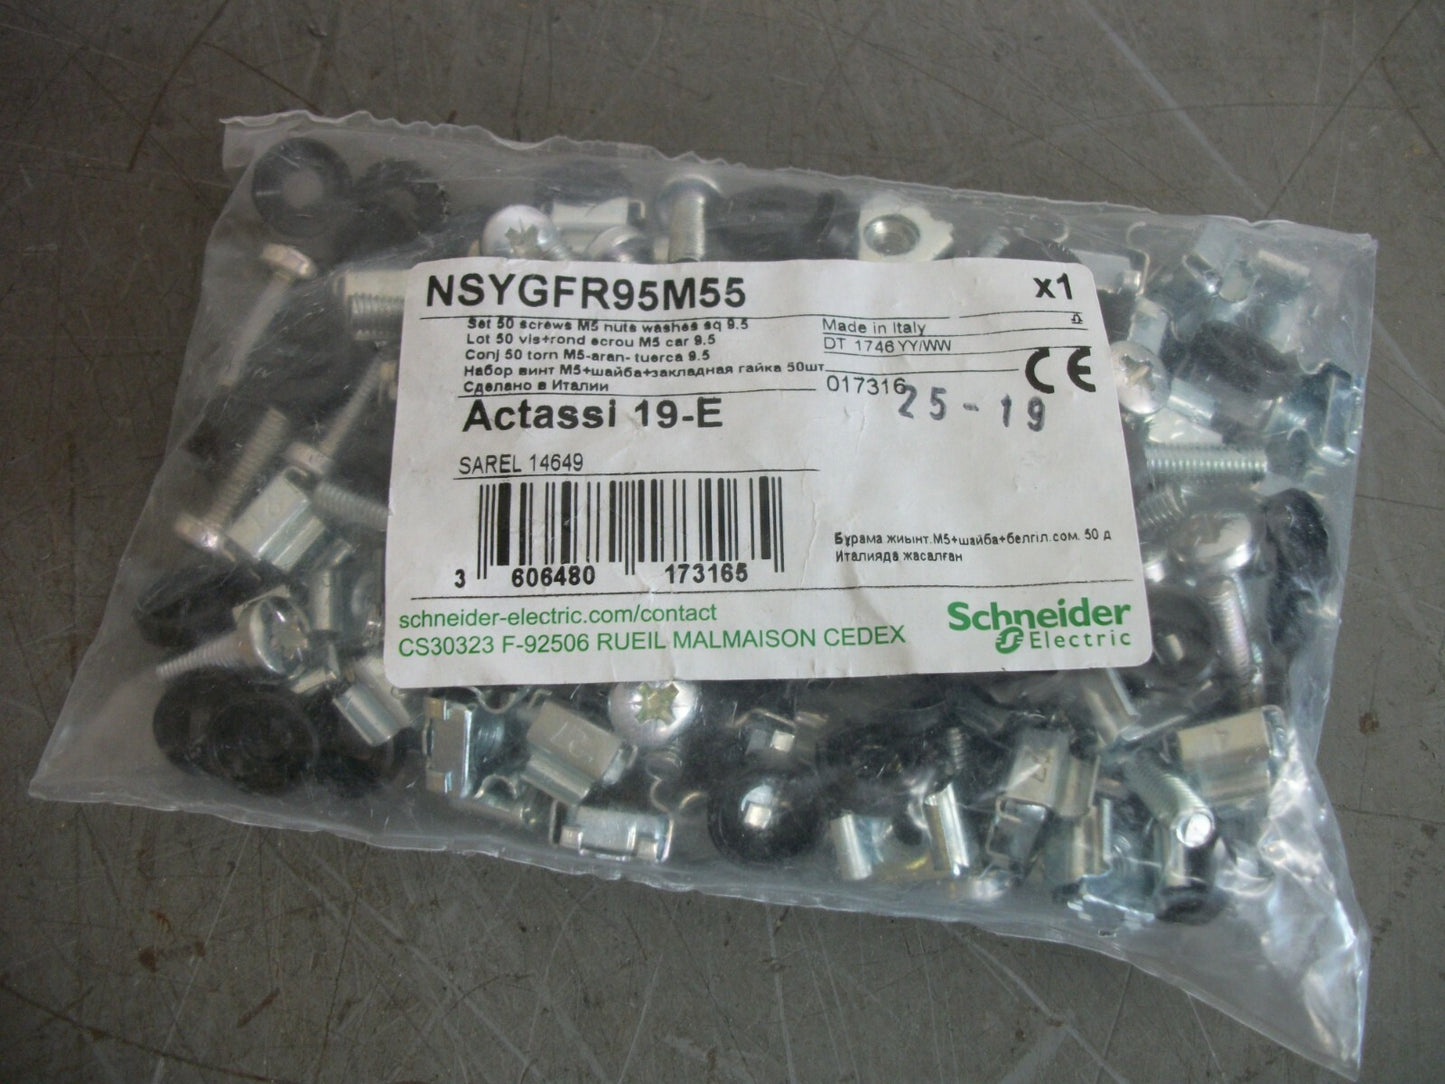 NSYGFR95M55
x1
Set 50 screws M5 nuts washes sq 9.5
Lot 50 vis+rond ecrou M5 car 9.5
Conj 50 torn M5-aran- tuerca 9.5
Набор винт М5+шайба+закладная гайка 50шт
Сделано в Италии
Made in Italy
DT 1746 YY/WW
017316
CE
25-19
Actassi 19-E
SAREL 14649
3 606480 173165
Бұрама жиынт.М5+шайба+белгіл.сом. 50 д
Италияда жасалған
schneider-electric.com/contact
CS30323 F-92506 RUEIL MALMAISON CEDEX
Schneider
Electric